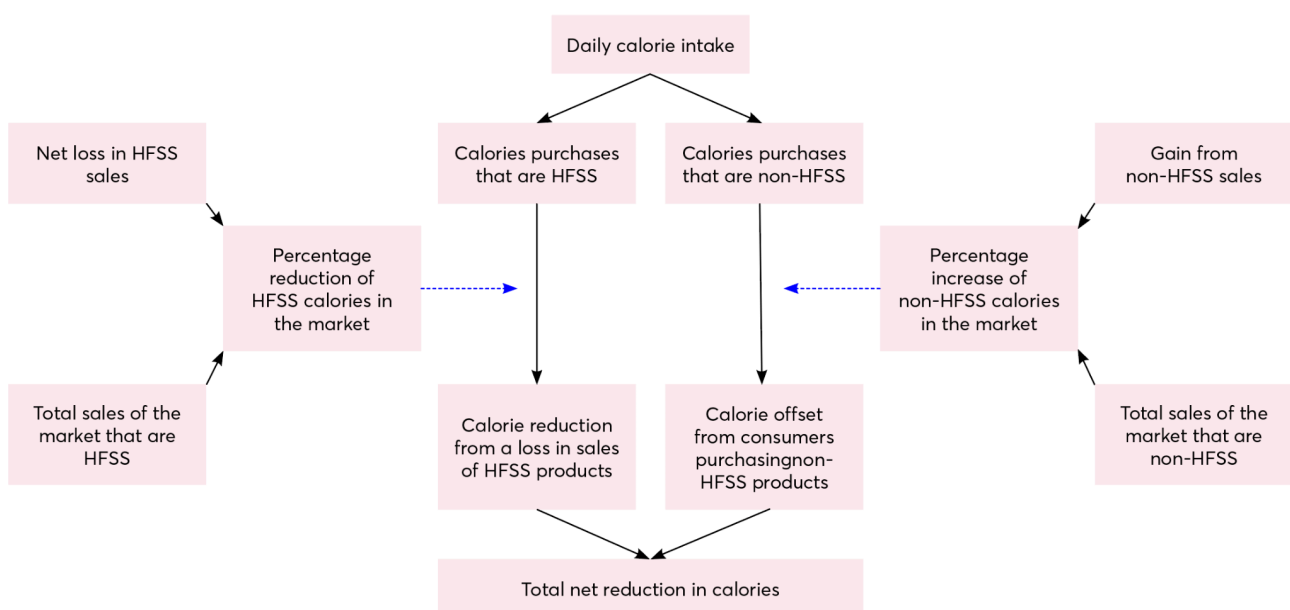 Daily calorie intake
Net loss in HFSS
sales
Calories purchases
that are HFSS
Calories purchases
that are non-HFSS
Gain from
non-HFSS sales
Percentage
reduction of
HFSS calories in
the market
Percentage
increase of
non-HFSS calories
in the market
Total sales of the
market that are
HFSS
Calorie reduction
from a loss in sales
of HFSS products
Calorie offset
from consumers
purchasingnon-
HFSS products
Total sales of the
market that are
non-HFSS
Total net reduction in calories